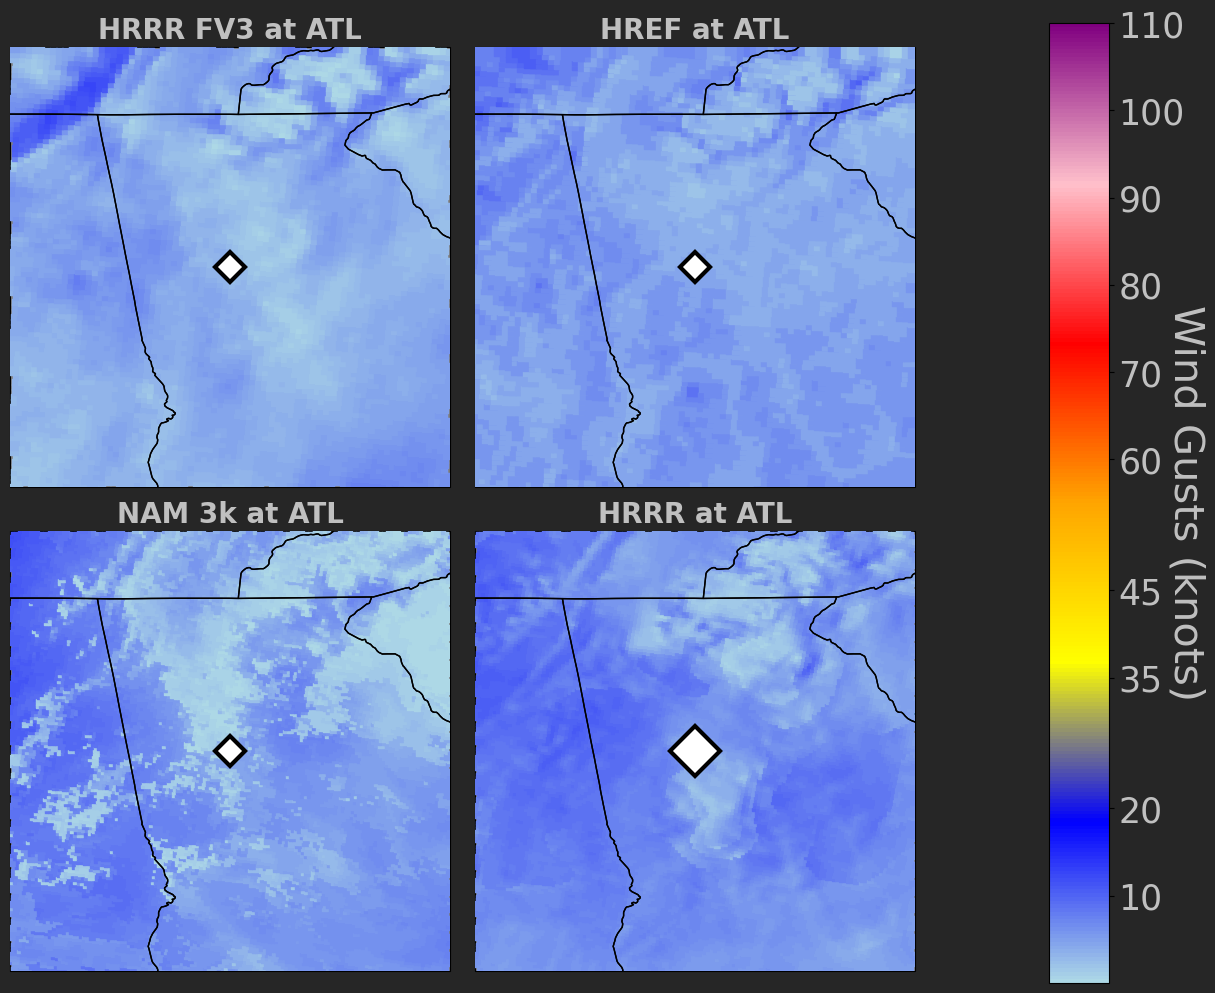 HRRR FV3 at ATL
HREF at ATL
NAM 3k at ATL
HRRR at ATL
110
100
90
80
70
60
45
35
20
10
Wind Gusts (knots)